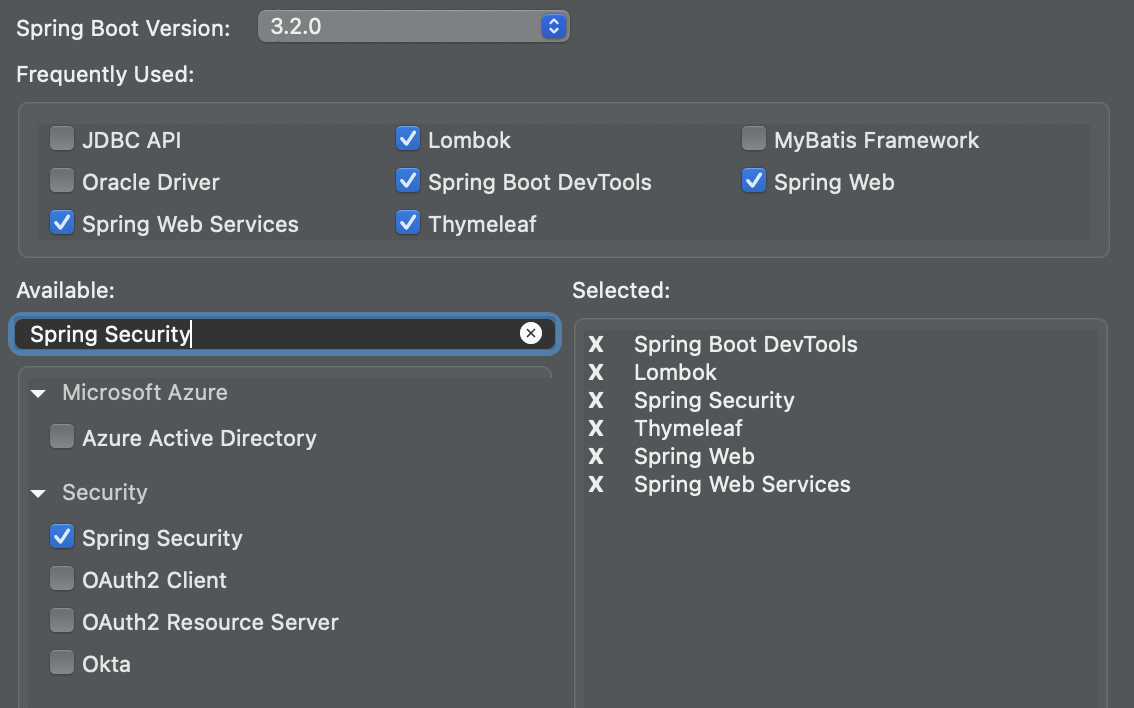 Spring Boot Version: 3.2.0
Frequently Used:
JDBC API Lombok MyBatis Framework
Oracle Driver Spring Boot DevTools Spring Web
Spring Web Services Thymeleaf
Available: Selected:
Spring Security
X Spring Boot DevTools
X Lombok
X Spring Security
X Thymeleaf
X Spring Web
X Spring Web Services
Microsoft Azure
Azure Active Directory
Security
Spring Security
OAuth2 Client
OAuth2 Resource Server
Okta